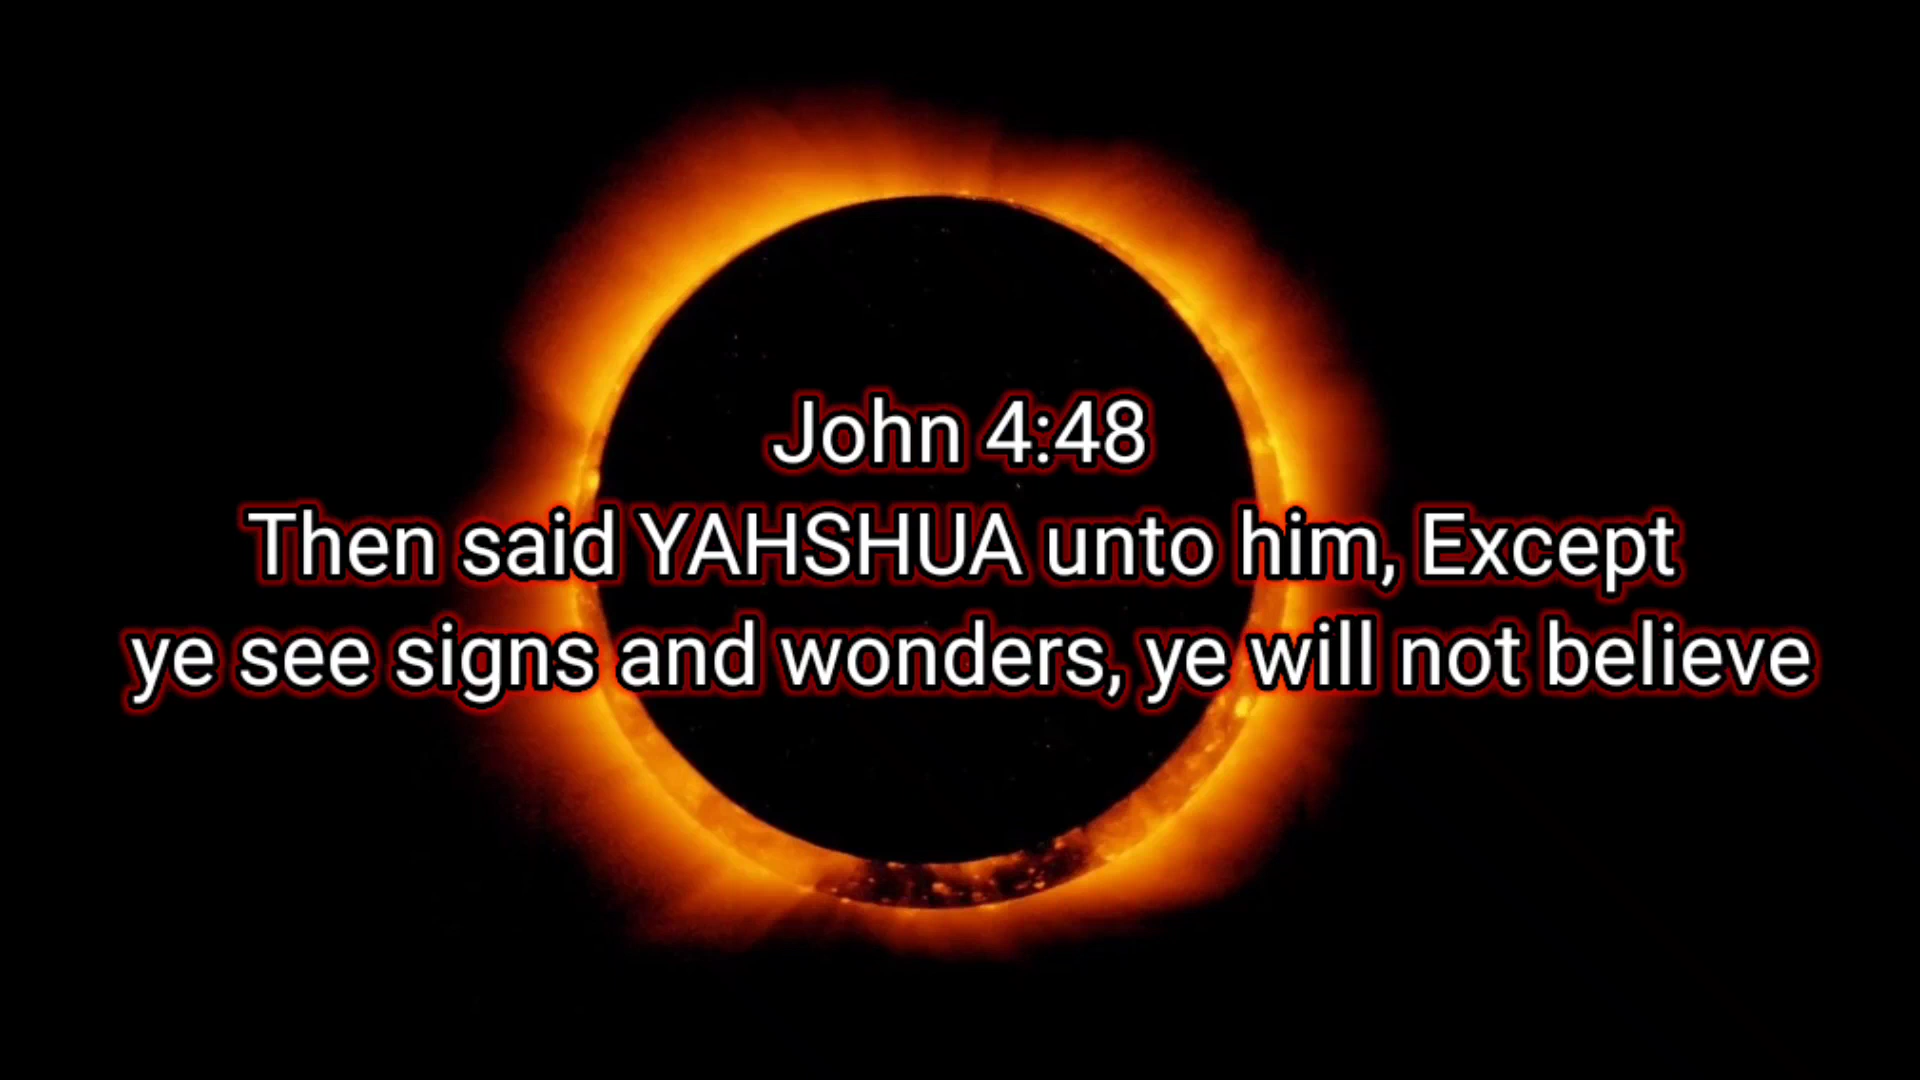 John 4:48
Then said YAHSHUA unto him, Except
ye see signs and wonders, ye will not believe